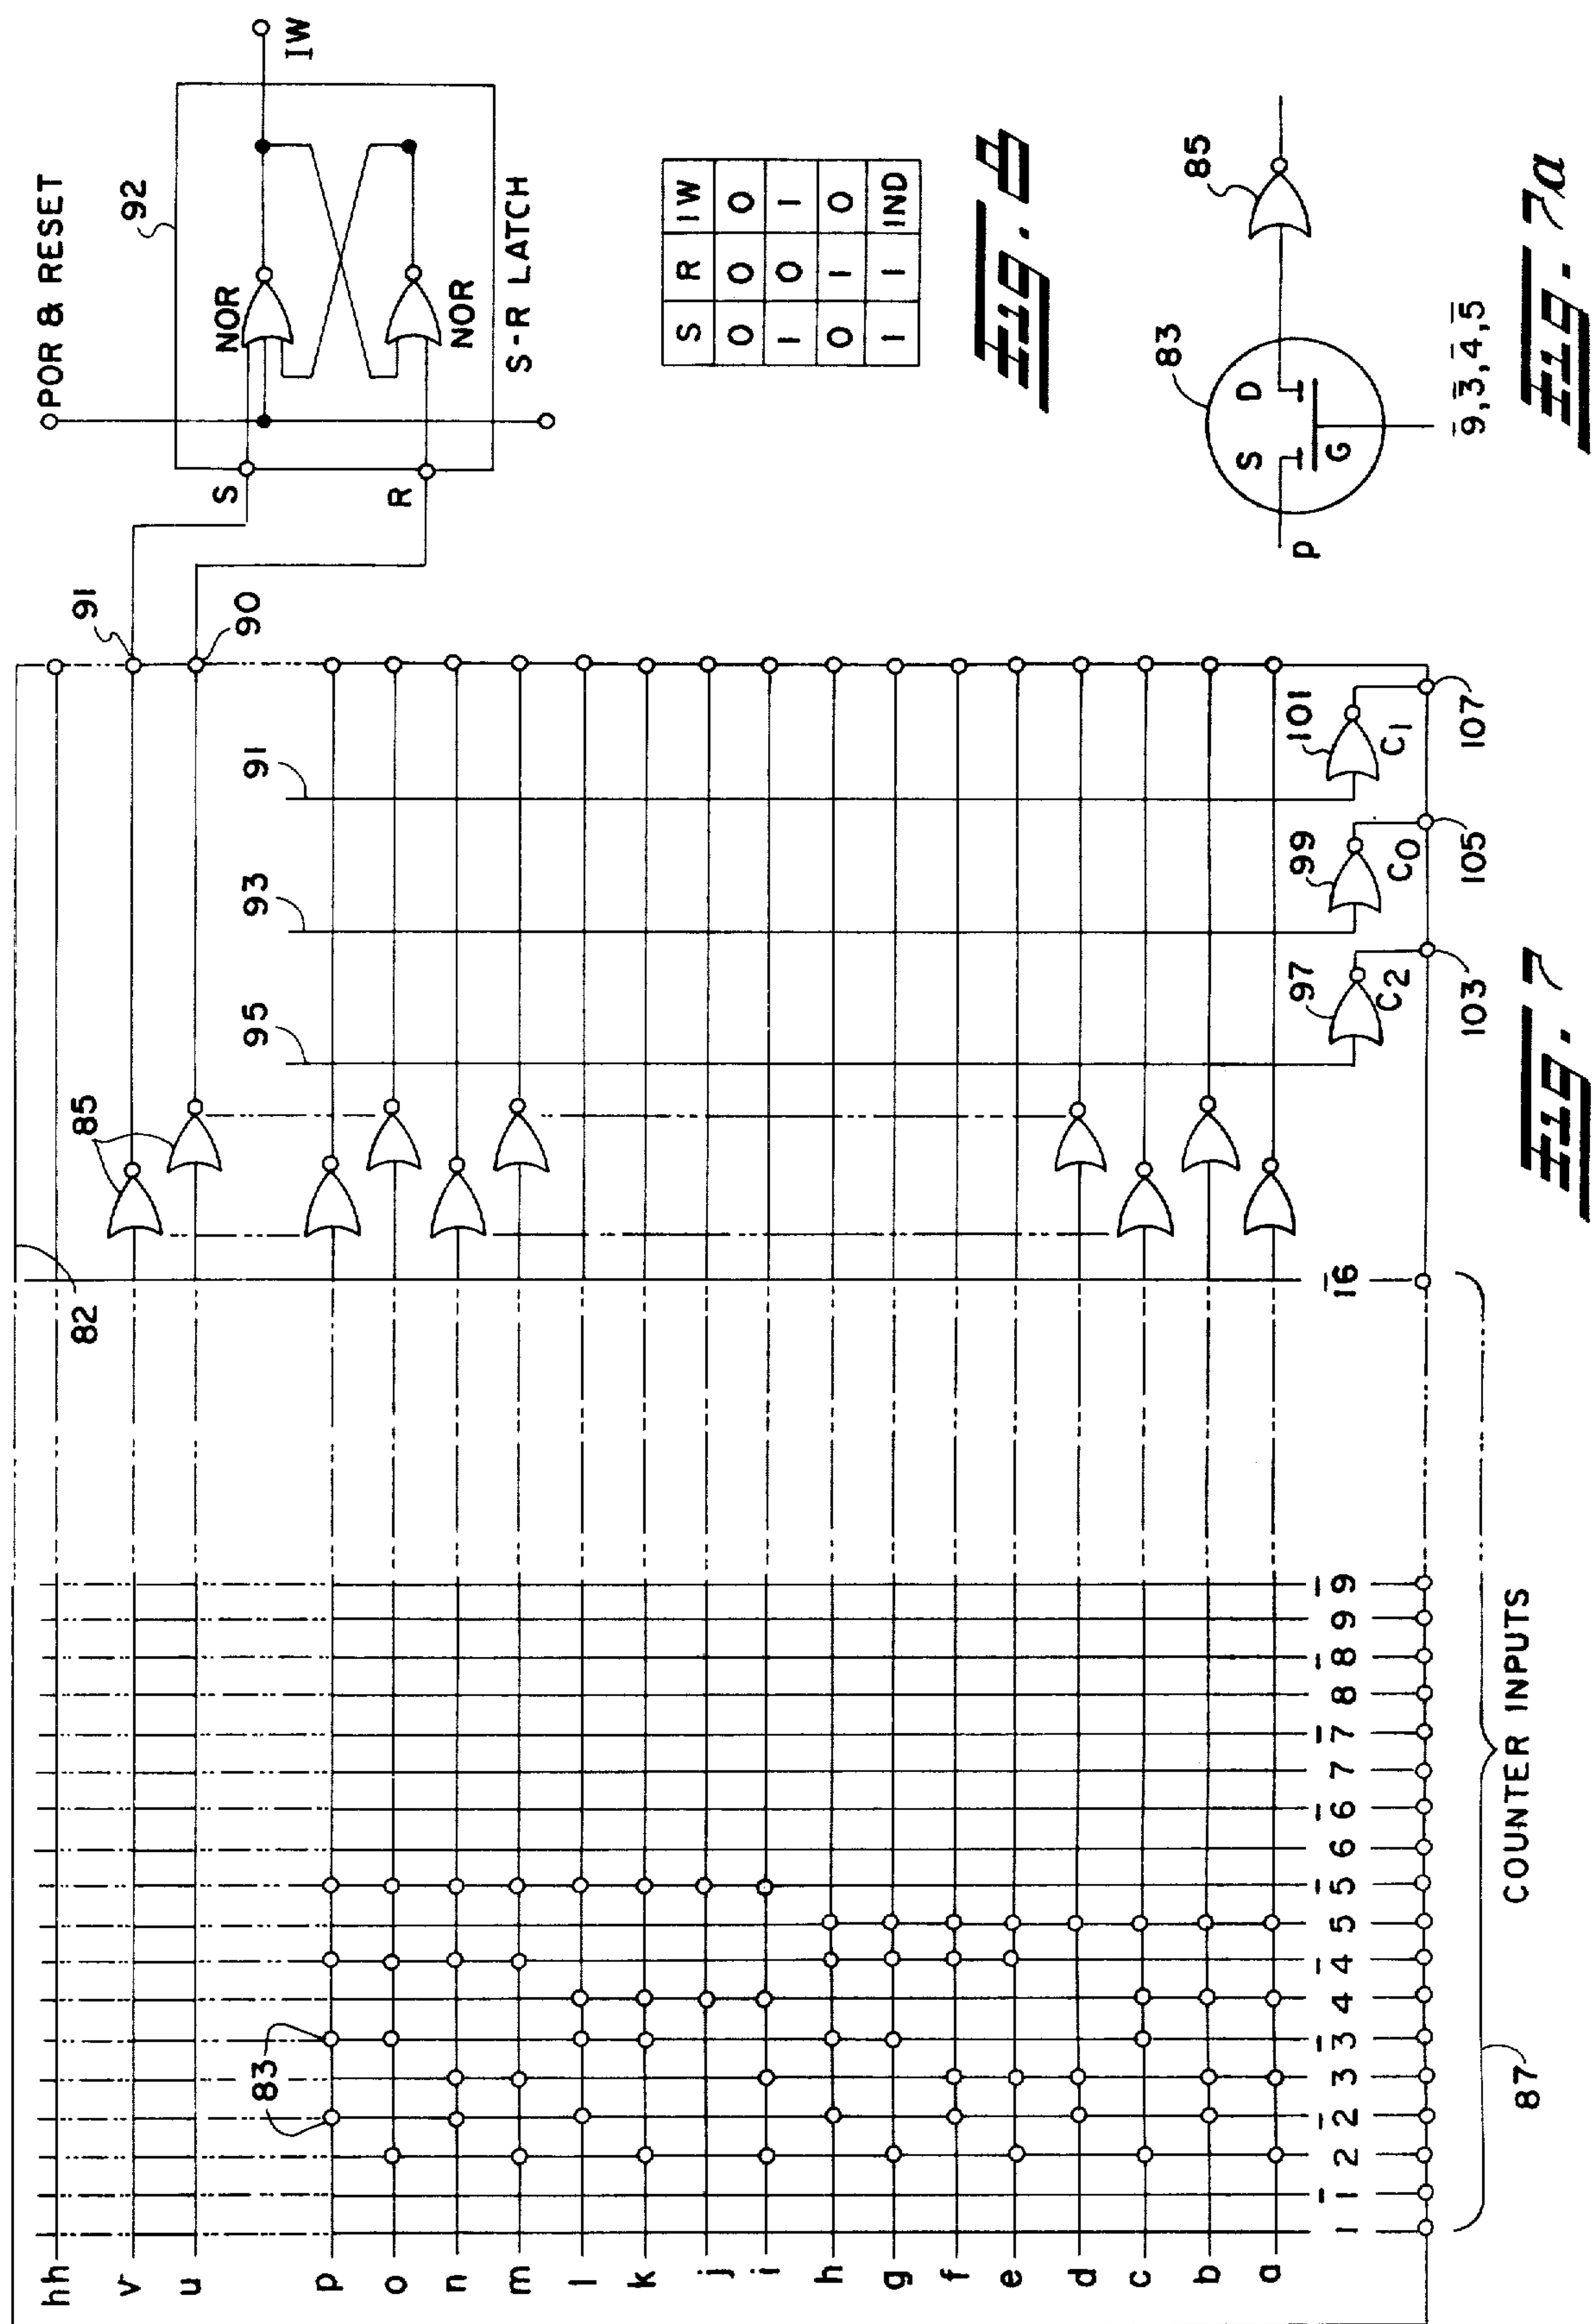 hh
v
u
p
o
n
m
l
k
j
i
h
g
f
e
d
c
b
a
82
83
85
95
93
91
91
90
1 1̅ 2 2̅ 3 3̅ 4 4̅ 5 5̅ 6 6̅ 7 7̅ 8 8̅ 9 9̅ 1̅6̅
87
COUNTER INPUTS
97
C2
103
99
C0
105
101
C1
107
Fig. 7
POR & RESET
92
S
R
NOR
NOR
IW
S-R LATCH
S R IW
0 0 0
1 0 1
0 1 0
1 1 IND
Fig. 8
83
85
p
S D
G
9̅, 3̅, 4̅, 5̅
Fig. 7a